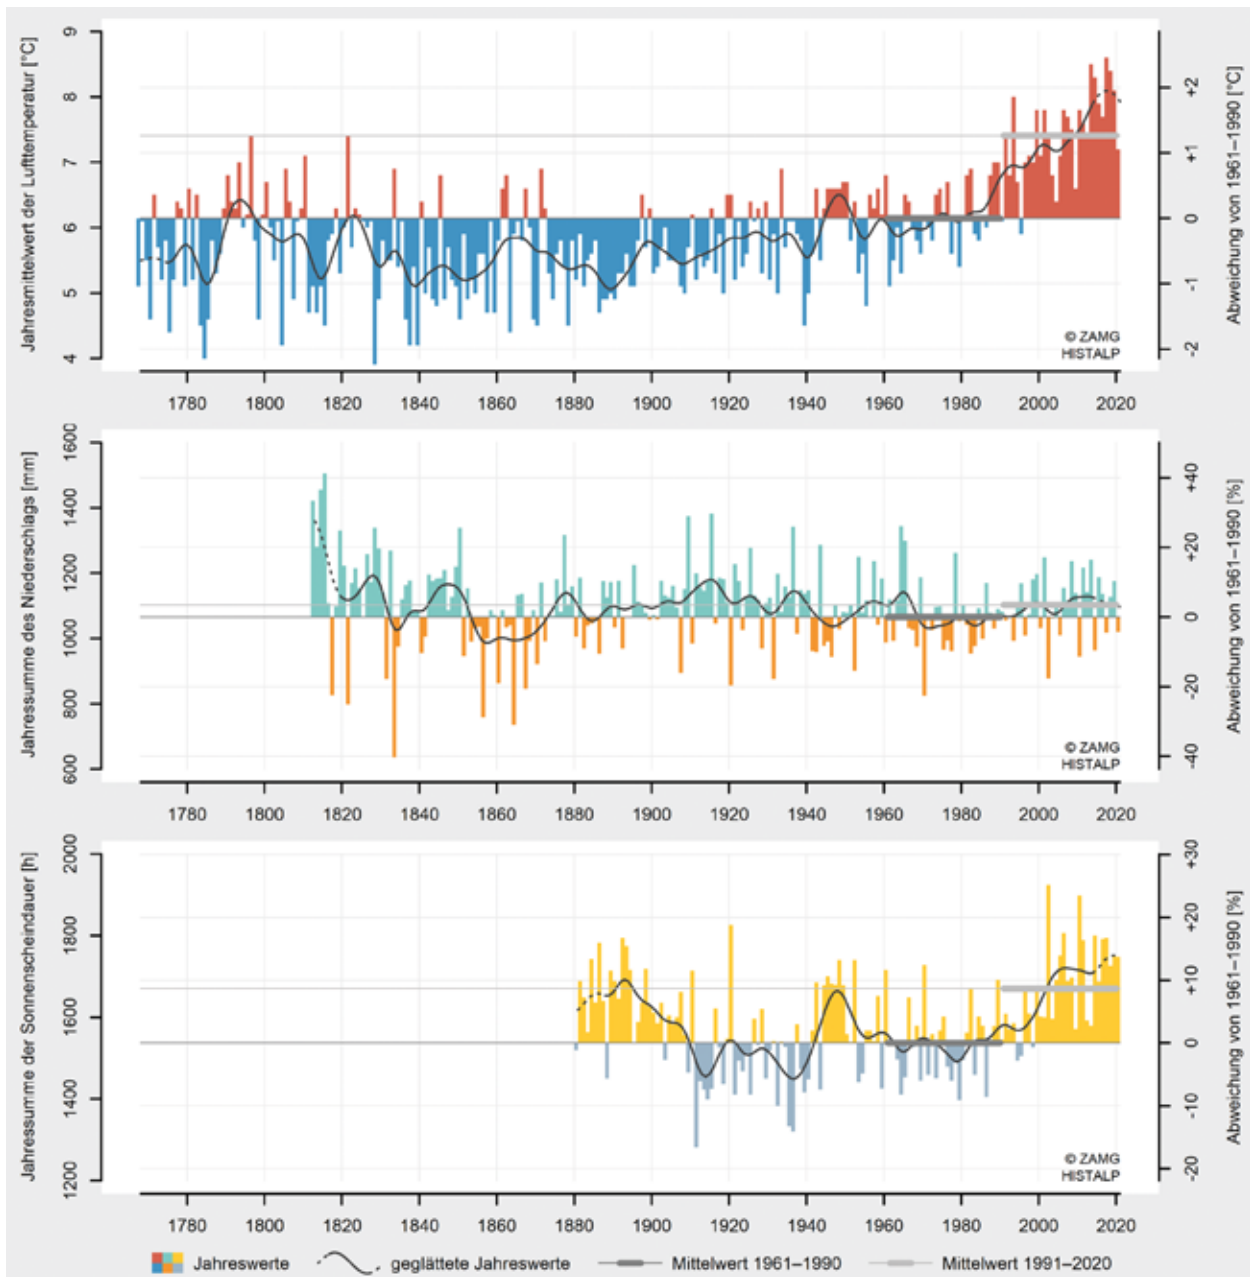 Jahresmittelwert der Lufttemperatur [°C]
9
8
7
6
5
4
+2
+1
0
-1
-2
Abweichung von 1961–1990 [°C]
© ZAMG
HISTALP
1780 1800 1820 1840 1860 1880 1900 1920 1940 1960 1980 2000 2020
Jahressumme des Niederschlags [mm]
1600
1400
1200
1000
800
600
+40
+20
0
-20
-40
Abweichung von 1961–1990 [%]
© ZAMG
HISTALP
1780 1800 1820 1840 1860 1880 1900 1920 1940 1960 1980 2000 2020
Jahressumme der Sonnenscheindauer [h]
2000
1800
1600
1400
1200
+30
+20
+10
0
-10
-20
Abweichung von 1961–1990 [%]
© ZAMG
HISTALP
1780 1800 1820 1840 1860 1880 1900 1920 1940 1960 1980 2000 2020
Jahreswerte geglättete Jahreswerte Mittelwert 1961–1990 Mittelwert 1991–2020